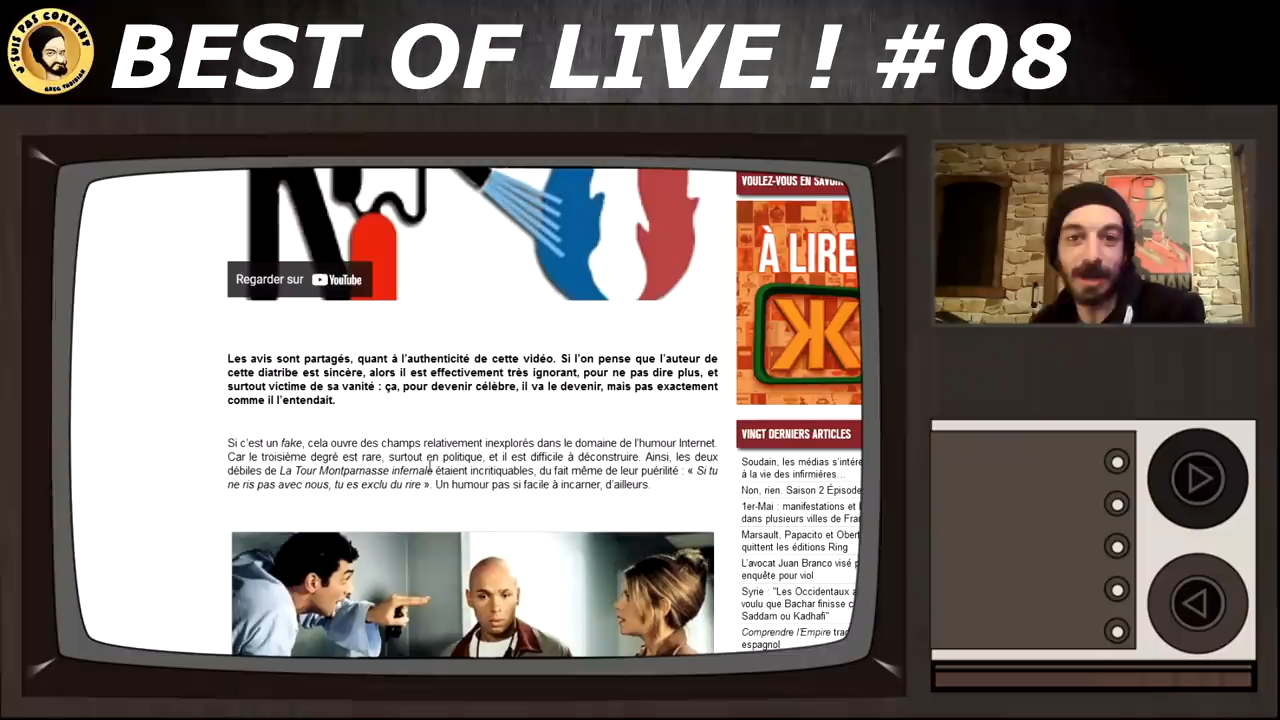 J'SUIS PAS CONTENT
GREG TABIBIAN
BEST OF LIVE ! #08
Regarder sur YouTube
VOULEZ-VOUS EN SAVOIR
À LIRE
Les avis sont partagés, quant à l'authenticité de cette vidéo. Si l'on pense que l'auteur de
cette diatribe est sincère, alors il est effectivement très ignorant, pour ne pas dire plus, et
surtout victime de sa vanité : ça, pour devenir célèbre, il va le devenir, mais pas exactement
comme il l'entendait.
Si c'est un fake, cela ouvre des champs relativement inexplorés dans le domaine de l'humour Internet.
Car le troisième degré est rare, surtout en politique, et il est difficile à déconstruire. Ainsi, les deux
débiles de La Tour Montparnasse infernale étaient incritiquables, du fait même de leur puérilité : « Si tu
ne ris pas avec nous, tu es exclu du rire ». Un humour pas si facile à incarner, d'ailleurs.
VINGT DERNIERS ARTICLES
Soudain, les médias s'intére
à la vie des infirmières…
Non, rien. Saison 2 Épisode
1er-Mai : manifestations et
dans plusieurs villes de Fran
Marsault, Papacito et Obert
quittent les éditions Ring
L'avocat Juan Branco visé p
enquête pour viol
Syrie : "Les Occidentaux a
voulu que Bachar finisse c
Saddam ou Kadhafi"
Comprendre l'Empire trad
espagnol
MAN